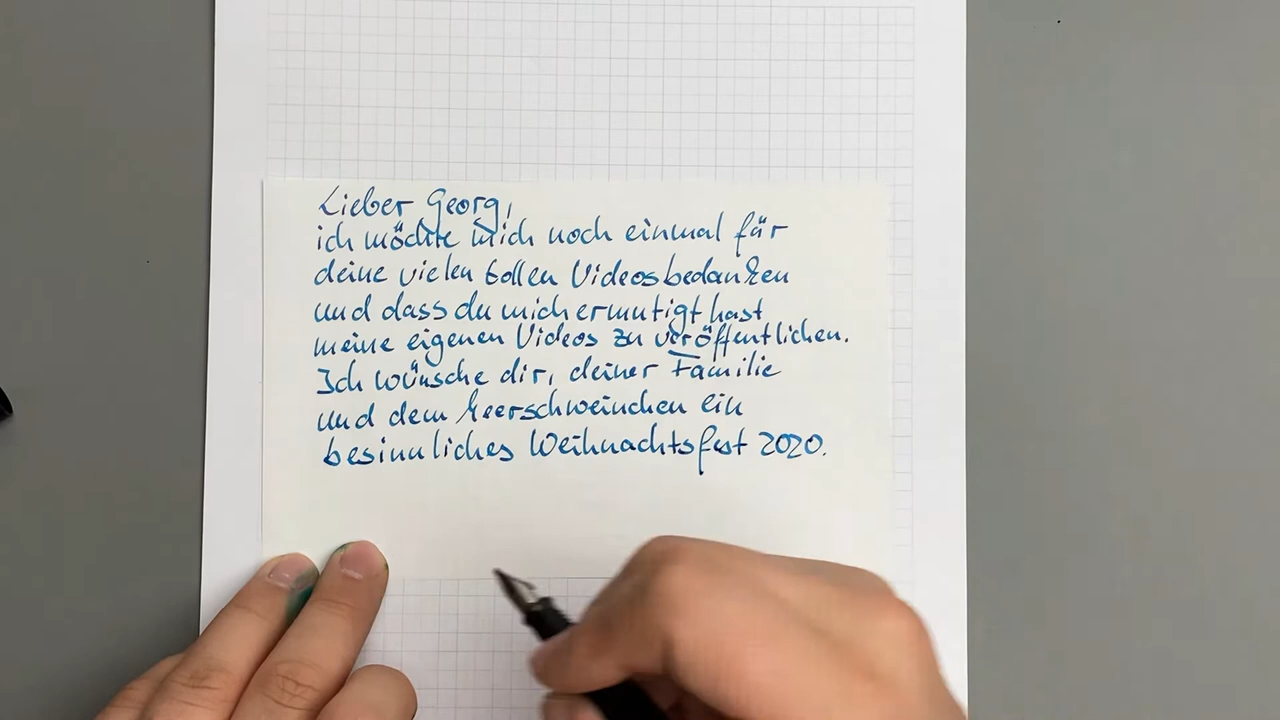 Lieber Georg,
ich möchte mich noch einmal für
deine vielen tollen Videos bedanken
und dass du mich ermutigt hast
meine eigenen Videos zu veröffentlichen.
Ich wünsche dir, deiner Familie
und dem Meerschweinchen ein
besinnliches Weihnachtsfest 2020.